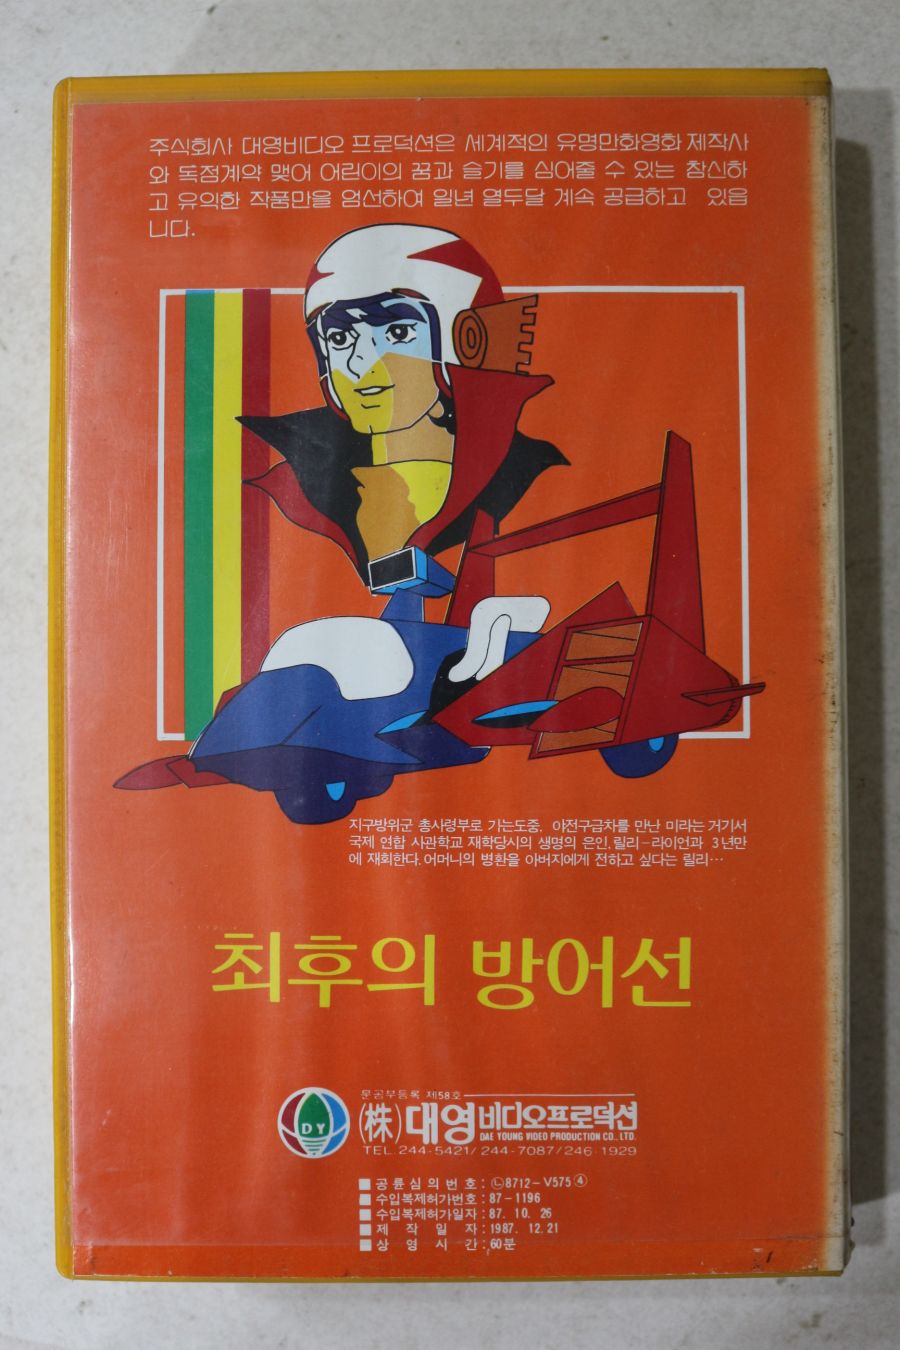 주식회사 대영비디오 프로덕션은 세계적인 유명만화영화 제작사
와 독점계약 맺어 어린이의 꿈과 슬기를 심어줄 수 있는 참신하
고 유익한 작품만을 엄선하여 일년 열두달 계속 공급하고 있읍
니다.
지구방위군 총사령부로 가는도중, 야전구급차를 만난 미라는 거기서
국제 연합 사관학교 재학당시의 생명의 은인, 릴리-라이언과 3년만
에 재회한다. 어머니의 병환을 아버지에게 전하고 싶다는 릴리…
최후의 방어선
문공부등록 제58호
DY (株)대영비디오프로덕션
DAE YOUNG VIDEO PRODUCTION CO., LTD.
TEL. 244-5421/244-7087/246-1929
■공륜심의번호: ㉡8712-V575④
■수입복제허가번호: 87-1196
■수입복제허가일자: 87. 10. 26
■제작일자: 1987. 12. 21
■상영시간: 60분